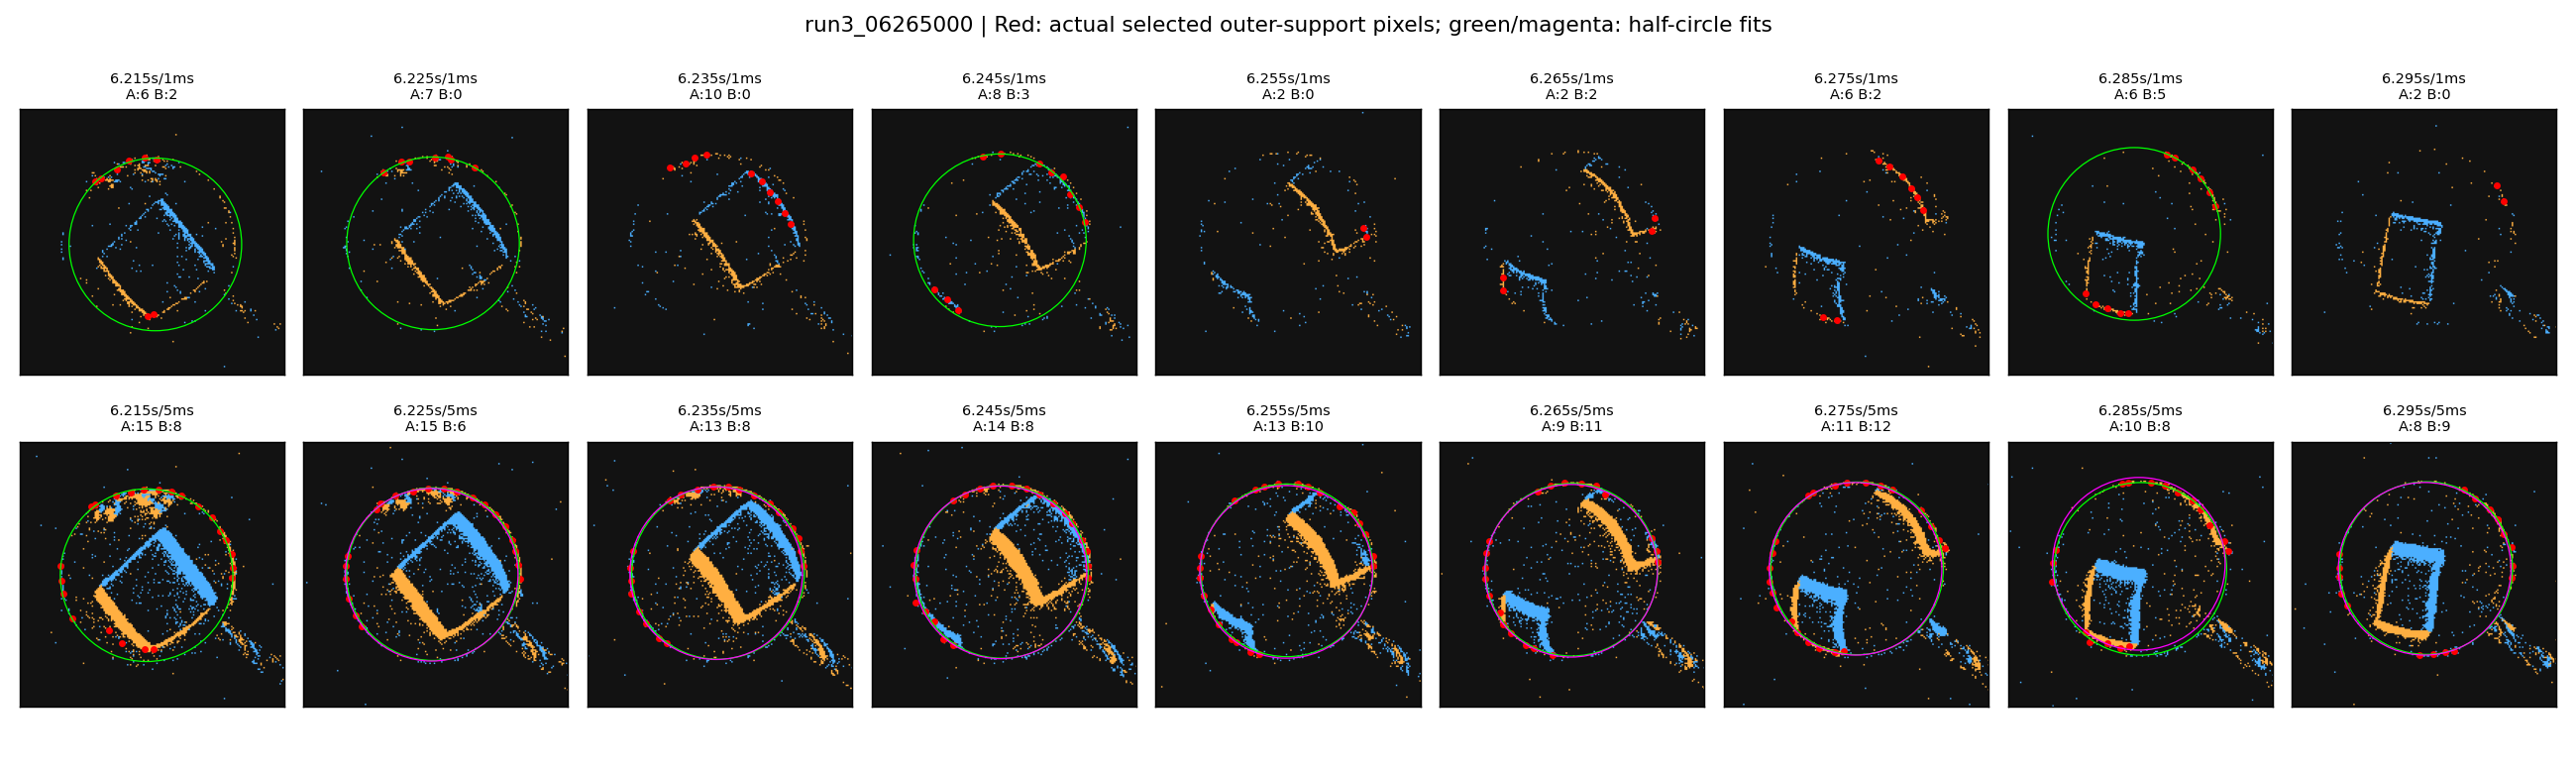 run3_06265000 | Red: actual selected outer-support pixels; green/magenta: half-circle fits
6.215s/1ms
A:6 B:2
6.225s/1ms
A:7 B:0
6.235s/1ms
A:10 B:0
6.245s/1ms
A:8 B:3
6.255s/1ms
A:2 B:0
6.265s/1ms
A:2 B:2
6.275s/1ms
A:6 B:2
6.285s/1ms
A:6 B:5
6.295s/1ms
A:2 B:0
6.215s/5ms
A:15 B:8
6.225s/5ms
A:15 B:6
6.235s/5ms
A:13 B:8
6.245s/5ms
A:14 B:8
6.255s/5ms
A:13 B:10
6.265s/5ms
A:9 B:11
6.275s/5ms
A:11 B:12
6.285s/5ms
A:10 B:8
6.295s/5ms
A:8 B:9